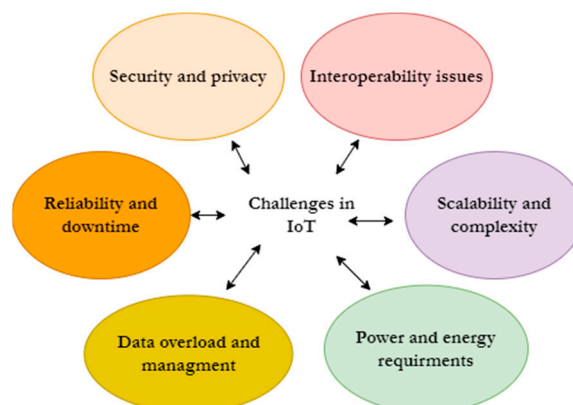 Security and privacy
Interoperability issues
Reliability and
downtime
Challenges in
IoT
Scalability and
complexity
Data overload and
managment
Power and energy
requirments